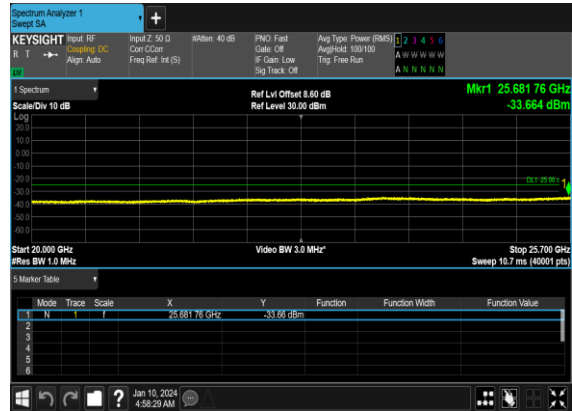 Spectrum Analyzer 1
Swept SA
+
KEYSIGHT Input: RF Input Z: 50 Ω #Atten: 40 dB PNO: Fast Avg Type: Power (RMS) 1 2 3 4 5 6
R T Coupling: DC Corr CCorr Gate: Off Avg|Hold: 100/100 A W W W W W
Align: Auto Freq Ref: Int (S) IF Gain: Low Trig: Free Run
Sig Track: Off A N N N N N
1 Spectrum Ref Lvl Offset 8.60 dB Mkr1 25.681 76 GHz
Scale/Div 10 dB Ref Level 30.00 dBm -33.664 dBm
Log
20.0
10.0
0.00
-10.0
-20.0
DL1 -25.00
-30.0
1
-40.0
-50.0
-60.0
Start 20.000 GHz Video BW 3.0 MHz* Stop 25.700 GHz
#Res BW 1.0 MHz Sweep 10.7 ms (40001 pts)
5 Marker Table
Mode Trace Scale X Y Function Function Width Function Value
1 N 1 f 25.681 76 GHz -33.66 dBm
2
3
4
5
6
? Jan 10, 2024
4:58:29 AM